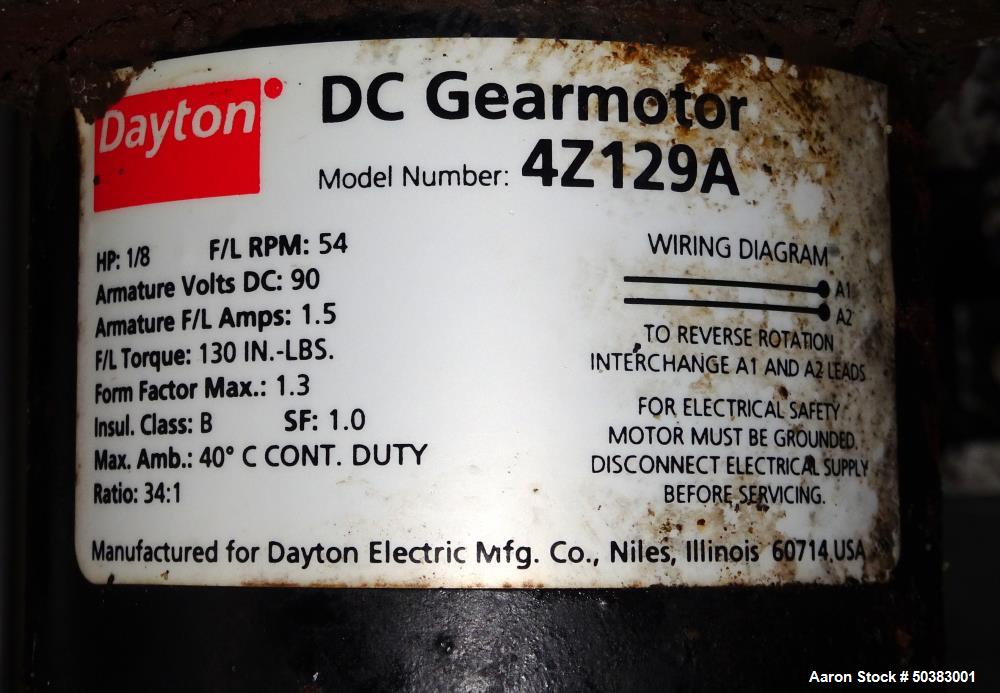 Dayton
DC Gearmotor
Model Number: 4Z129A
HP: 1/8 F/L RPM: 54
Armature Volts DC: 90
Armature F/L Amps: 1.5
F/L Torque: 130 IN.-LBS.
Form Factor Max.: 1.3
Insul. Class: B SF: 1.0
Max. Amb.: 40° C CONT. DUTY
Ratio: 34:1
WIRING DIAGRAM
A1
A2
TO REVERSE ROTATION
INTERCHANGE A1 AND A2 LEADS
FOR ELECTRICAL SAFETY
MOTOR MUST BE GROUNDED.
DISCONNECT ELECTRICAL SUPPLY
BEFORE SERVICING.
Manufactured for Dayton Electric Mfg. Co., Niles, Illinois 60714 USA
Aaron Stock # 50383001